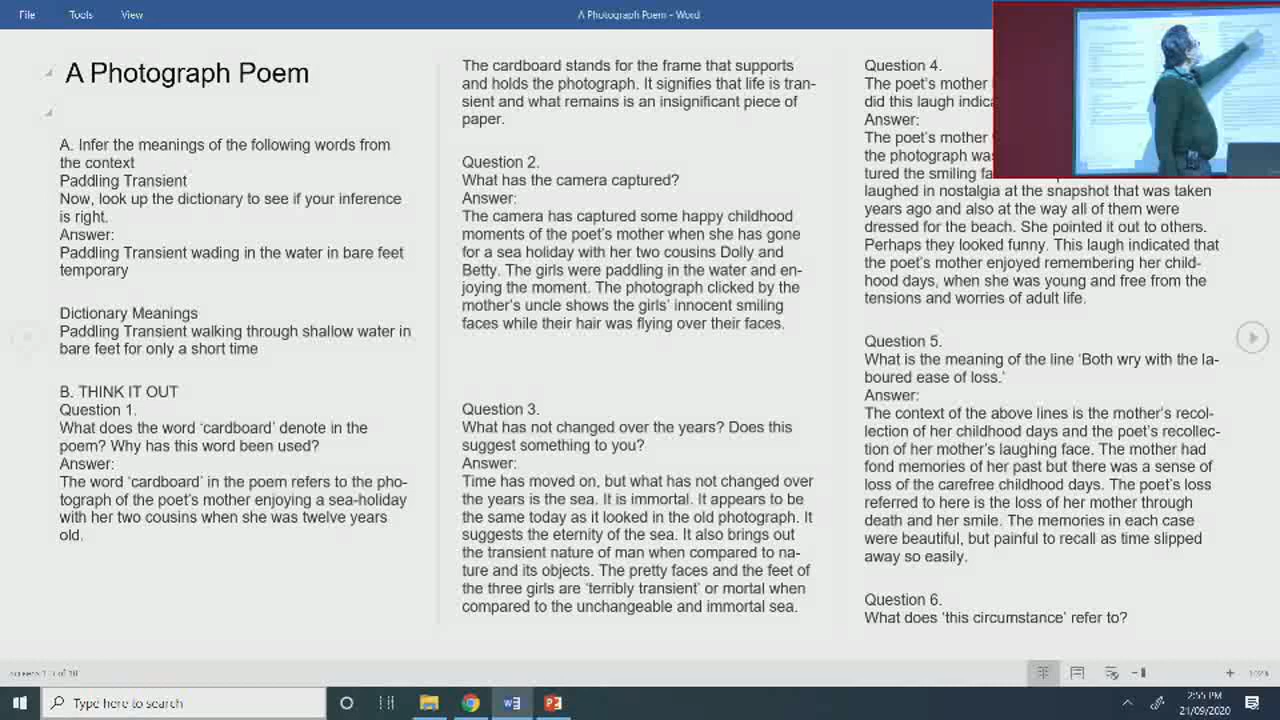 File Tools View
A Photograph Poem - Word
A Photograph Poem
A. Infer the meanings of the following words from
the context
Paddling Transient
Now, look up the dictionary to see if your inference
is right.
Answer:
Paddling Transient wading in the water in bare feet
temporary
Dictionary Meanings
Paddling Transient walking through shallow water in
bare feet for only a short time
B. THINK IT OUT
Question 1.
What does the word ‘cardboard’ denote in the
poem? Why has this word been used?
Answer:
The word ‘cardboard’ in the poem refers to the pho-
tograph of the poet’s mother enjoying a sea-holiday
with her two cousins when she was twelve years
old.
The cardboard stands for the frame that supports
and holds the photograph. It signifies that life is tran-
sient and what remains is an insignificant piece of
paper.
Question 2.
What has the camera captured?
Answer:
The camera has captured some happy childhood
moments of the poet’s mother when she has gone
for a sea holiday with her two cousins Dolly and
Betty. The girls were paddling in the water and en-
joying the moment. The photograph clicked by the
mother’s uncle shows the girls’ innocent smiling
faces while their hair was flying over their faces.
Question 3.
What has not changed over the years? Does this
suggest something to you?
Answer:
Time has moved on, but what has not changed over
the years is the sea. It is immortal. It appears to be
the same today as it looked in the old photograph. It
suggests the eternity of the sea. It also brings out
the transient nature of man when compared to na-
ture and its objects. The pretty faces and the feet of
the three girls are ‘terribly transient’ or mortal when
compared to the unchangeable and immortal sea.
Question 4.
The poet’s mother
did this laugh indica
Answer:
The poet’s mother
the photograph was
tured the smiling fa
laughed in nostalgia at the snapshot that was taken
years ago and also at the way all of them were
dressed for the beach. She pointed it out to others.
Perhaps they looked funny. This laugh indicated that
the poet’s mother enjoyed remembering her child-
hood days, when she was young and free from the
tensions and worries of adult life.
Question 5.
What is the meaning of the line ‘Both wry with the la-
boured ease of loss.’
Answer:
The context of the above lines is the mother’s recol-
lection of her childhood days and the poet’s recollec-
tion of her mother’s laughing face. The mother had
fond memories of her past but there was a sense of
loss of the carefree childhood days. The poet’s loss
referred to here is the loss of her mother through
death and her smile. The memories in each case
were beautiful, but painful to recall as time slipped
away so easily.
Question 6.
What does ‘this circumstance’ refer to?
Type here to search
2:55 PM
21/09/2020